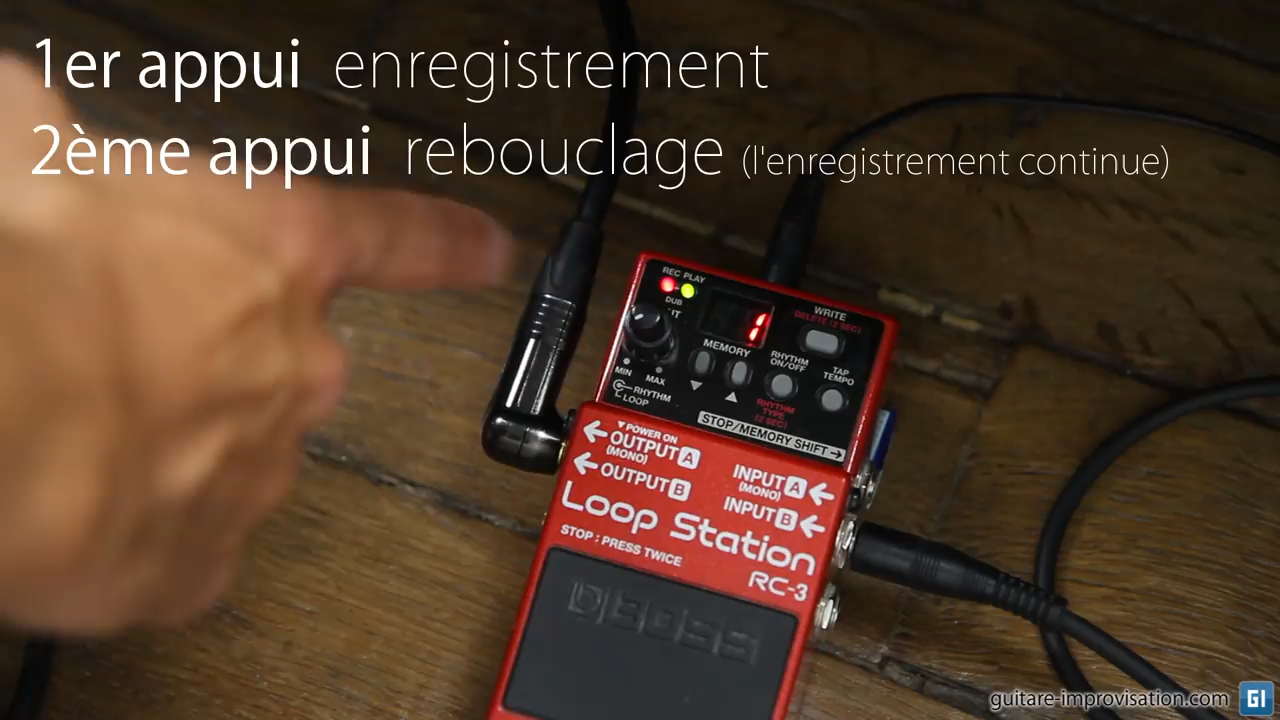 1er appui enregistrement
2ème appui rebouclage (l'enregistrement continue)
REC PLAY
DUB
WRITE
DELETE (2 SEC)
1
MEMORY
RHYTHM
ON/OFF
TAP
TEMPO
MIN
MAX
RHYTHM
LOOP
RHYTHM
TYPE
(2 SEC)
STOP/MEMORY SHIFT
POWER ON
OUTPUT A
(MONO)
OUTPUT B
INPUT A
(MONO)
INPUT B
Loop Station
STOP : PRESS TWICE
RC-3
BOSS
guitare-improvisation.com GI